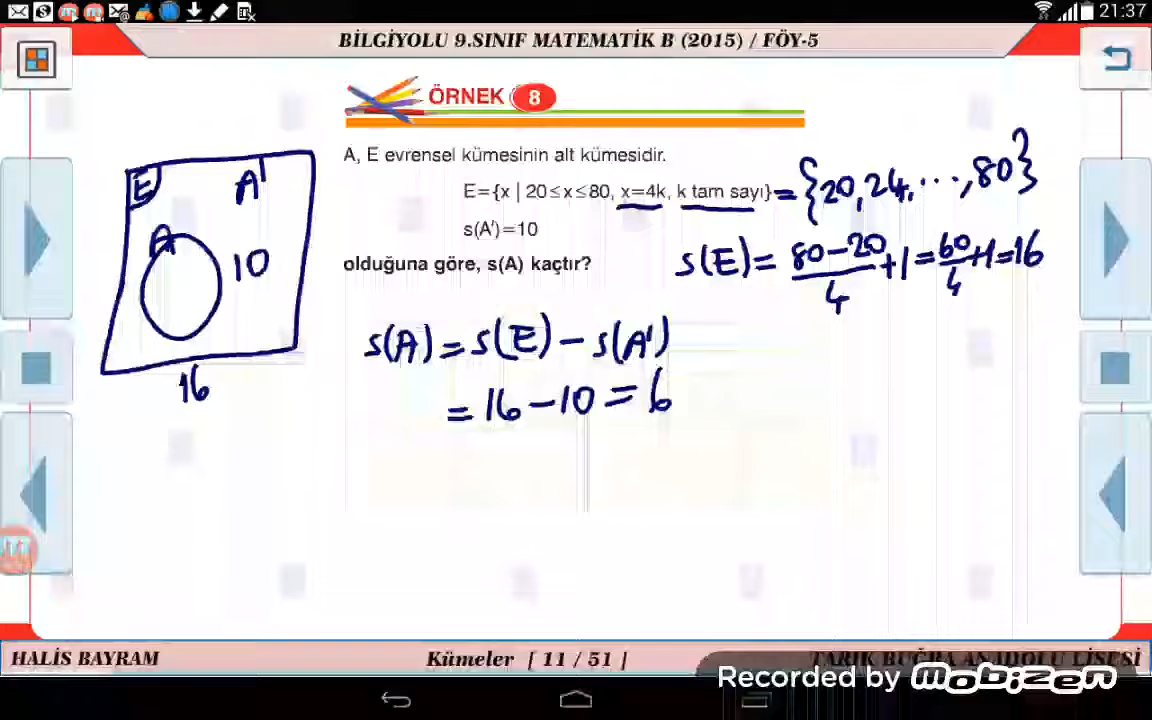 21:37
BİLGİYOLU 9.SINIF MATEMATİK B (2015) / FÖY-5
ÖRNEK 8
A, E evrensel kümesinin alt kümesidir.
E={x | 20≤x≤80, x=4k, k tam sayı} = {20,24,...,80}
s(A')=10
olduğuna göre, s(A) kaçtır?
s(E) = (80-20)/4 + 1 = 60/4 + 1 = 16
E A'
A 10
16
s(A) = s(E) - s(A')
= 16 - 10 = 6
HALİS BAYRAM
Kümeler [ 11 / 51 ]
TARIK BUĞRA ANADOLU LİSESİ
Recorded by mobizen